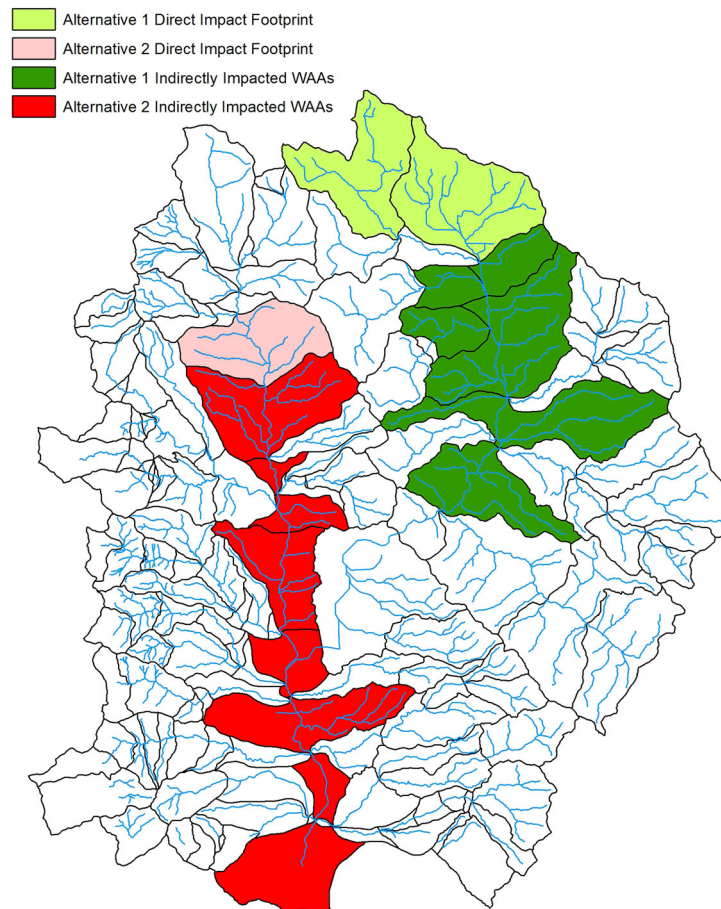 Alternative 1 Direct Impact Footprint
Alternative 2 Direct Impact Footprint
Alternative 1 Indirectly Impacted WAAs
Alternative 2 Indirectly Impacted WAAs